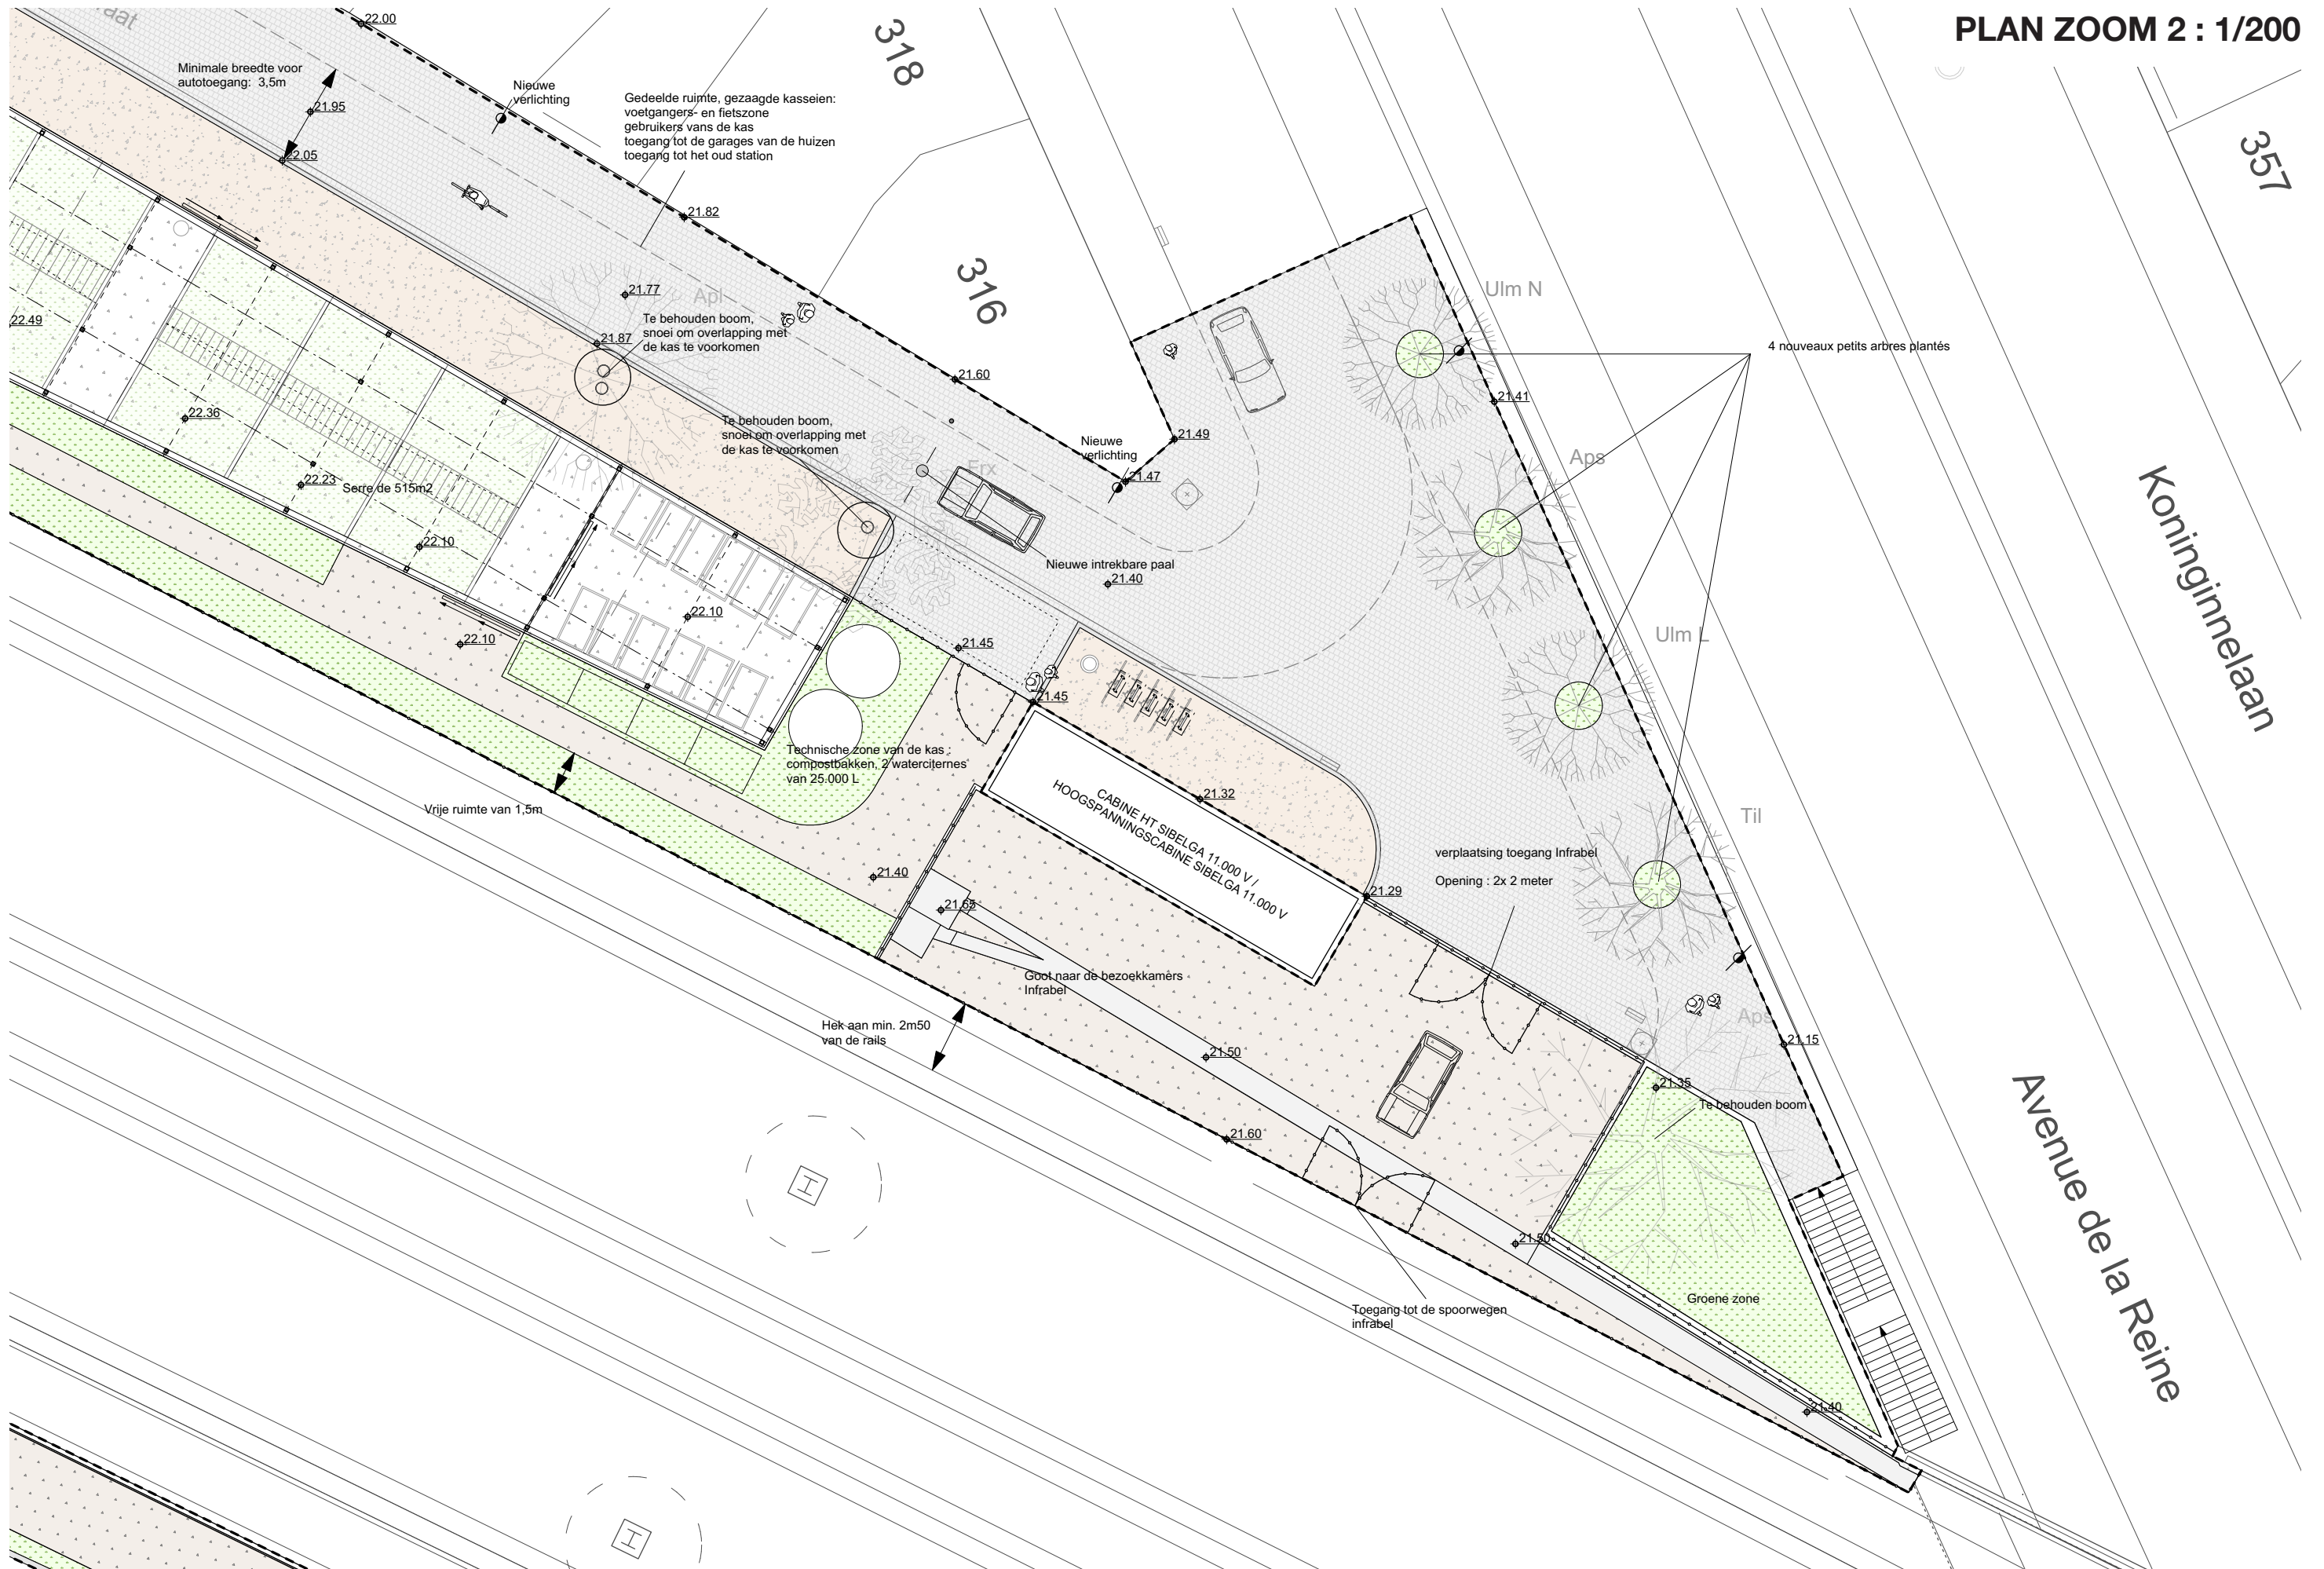 PLAN ZOOM 2 : 1/200
22.00
318
Minimale breedte voor
autotoegang:  3,5m
Nieuwe
verlichting
21.95
Gedeelde ruimte, gezaagde kasseien:
voetgangers- en fietszone
gebruikers vans de kas
toegang tot de garages van de huizen
toegang tot het oud station
22.05
357
21.82
316
Ulm N
21.77
Apl
Te behouden boom,
snoei om overlapping met
de kas te voorkomen
22.49
21.87
4 nouveaux petits arbres plantés
21.60
21.41
22.36
Te behouden boom,
snoei om overlapping met
de kas te voorkomen
21.49
Nieuwe
verlichting
Aps
21.47
Koninginnelaan
22.23
Serre de 515m2
22.10
Nieuwe intrekbare paal
21.40
22.10
22.10
21.45
Ulm L
21.45
Technische zone van de kas :
compostbakken, 2 waterciternes
van 25.000 L
21.32
Vrije ruimte van 1,5m
CABINE HT SIBELGA 11.000 V /
HOOGSPANNINGSCABINE SIBELGA 11.000 V
Til
verplaatsing toegang Infrabel
Opening : 2x 2 meter
21.40
21.29
21.65
Goot naar de bezoekkamers
Infrabel
Hek aan min. 2m50
van de rails
Aps
21.15
21.50
21.35
Te behouden boom
Avenue de la Reine
21.60
21.50
Groene zone
Toegang tot de spoorwegen
infrabel
21.40